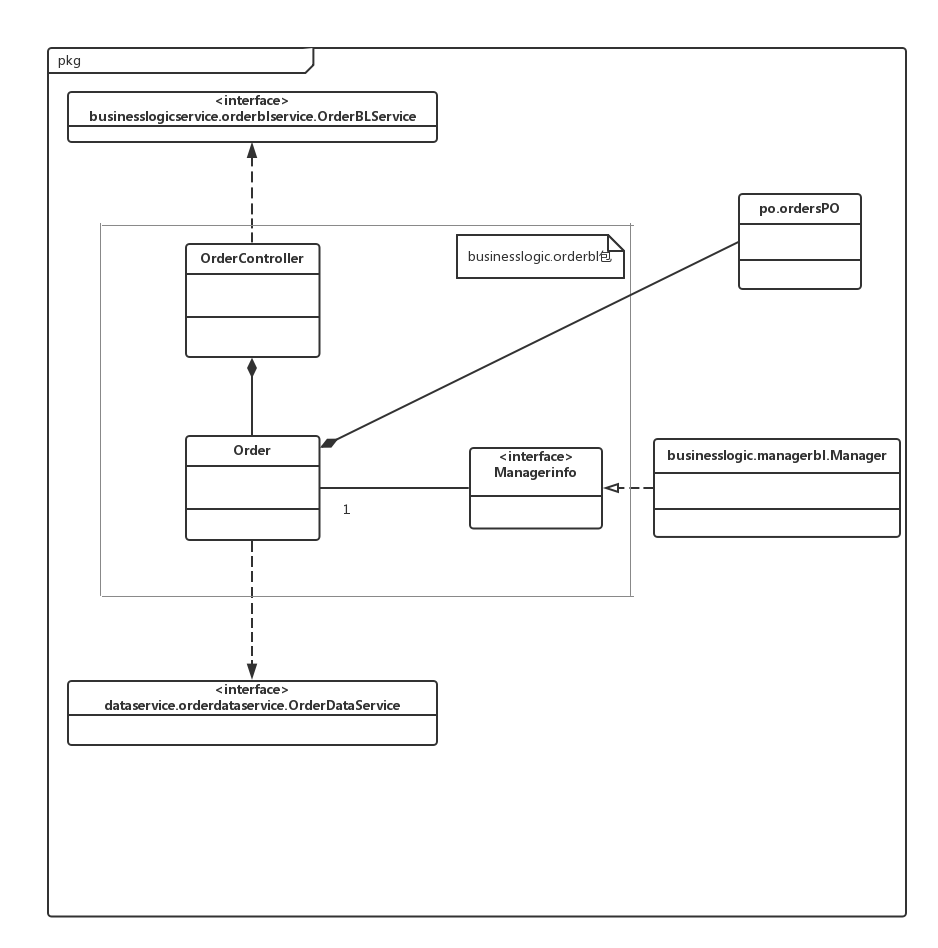 pkg
<interface>
businesslogicservice.orderblservice.OrderBLService
po.ordersPO
OrderController
businesslogic.orderbl包
Order
<interface>
Managerinfo
businesslogic.managerbl.Manager
1
<interface>
dataservice.orderdataservice.OrderDataService